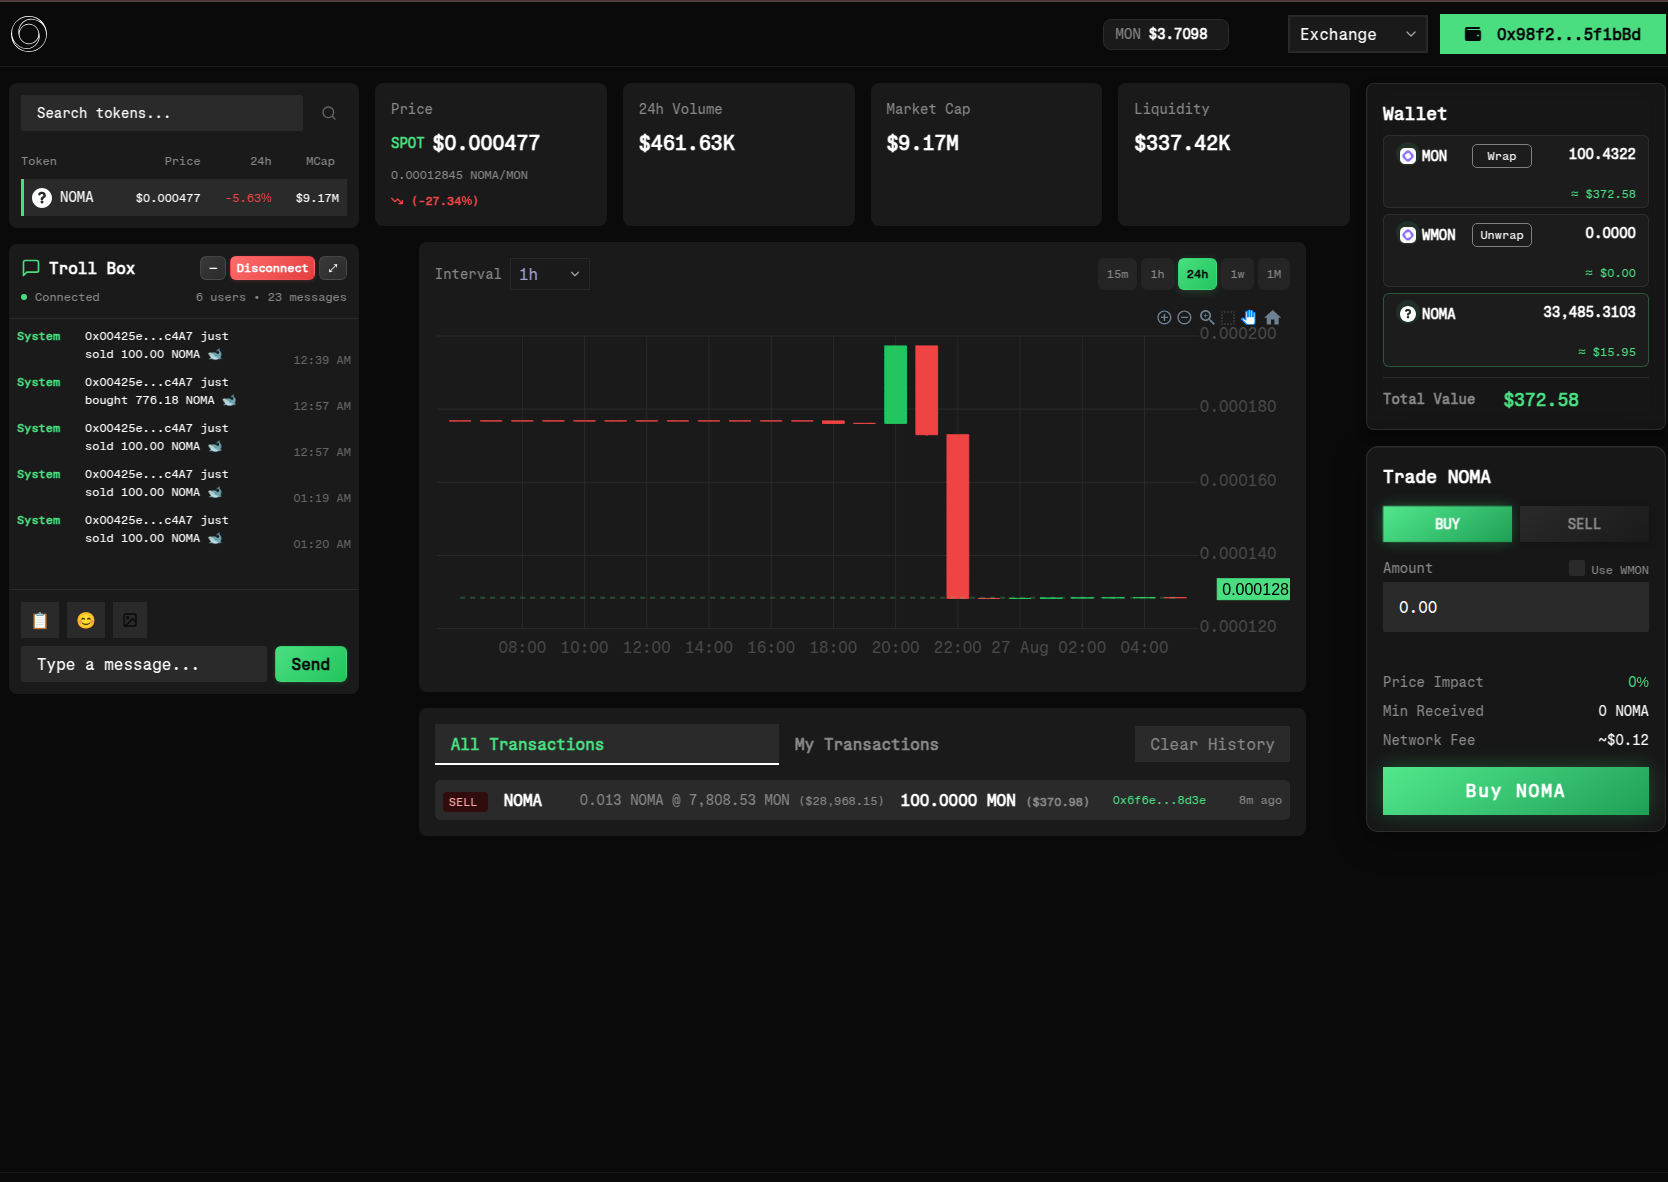 MON $3.7098
Exchange
0x98f2...5f1bBd
Search tokens...
Token Price 24h MCap
? NOMA $0.000477 -5.63% $9.17M
Troll Box
− Disconnect
Connected 6 users • 23 messages
System 0x00425e...c4A7 just
sold 100.00 NOMA 🐋
12:39 AM
System 0x00425e...c4A7 just
bought 776.18 NOMA 🐋
12:57 AM
System 0x00425e...c4A7 just
sold 100.00 NOMA 🐋
12:57 AM
System 0x00425e...c4A7 just
sold 100.00 NOMA 🐋
01:19 AM
System 0x00425e...c4A7 just
sold 100.00 NOMA 🐋
01:20 AM
Type a message...
Send
Price
SPOT $0.000477
0.00012845 NOMA/MON
(-27.34%)
24h Volume
$461.63K
Market Cap
$9.17M
Liquidity
$337.42K
Interval 1h
15m 1h 24h 1w 1M
0.000200
0.000180
0.000160
0.000140
0.000128
0.000120
08:00 10:00 12:00 14:00 16:00 18:00 20:00 22:00 27 Aug 02:00 04:00
All Transactions
My Transactions
Clear History
SELL NOMA 0.013 NOMA @ 7,808.53 MON ($28,968.15) 100.0000 MON ($370.98) 0x6f6e...8d3e 8m ago
Wallet
MON Wrap 100.4322
≈ $372.58
WMON Unwrap 0.0000
≈ $0.00
? NOMA 33,485.3103
≈ $15.95
Total Value $372.58
Trade NOMA
BUY SELL
Amount Use WMON
0.00
Price Impact 0%
Min Received 0 NOMA
Network Fee ~$0.12
Buy NOMA